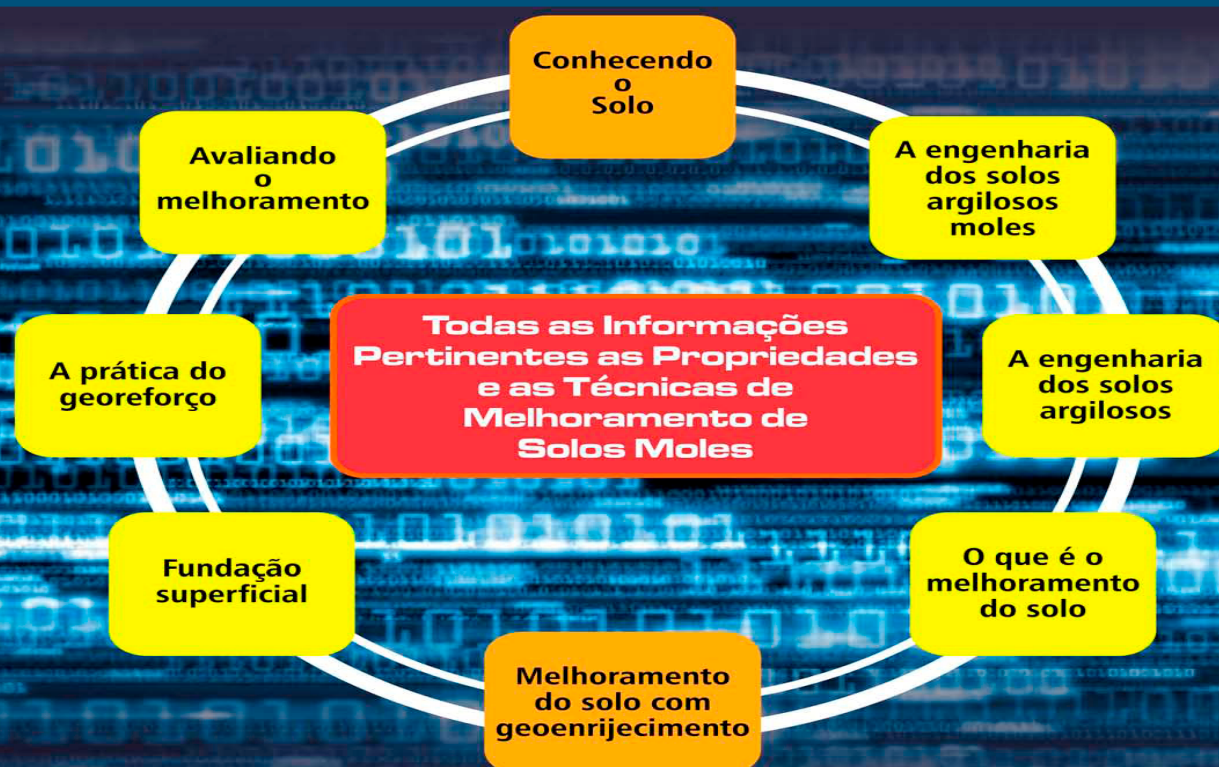 Conhecendo
o
Solo
A engenharia
dos solos
argilosos
moles
A engenharia
dos solos
argilosos
O que é o
melhoramento
do solo
Melhoramento
do solo com
geoenrijecimento
Fundação
superficial
A prática do
georeforço
Avaliando
o
melhoramento
Todas as Informações
Pertinentes as Propriedades
e as Técnicas de
Melhoramento de
Solos Moles